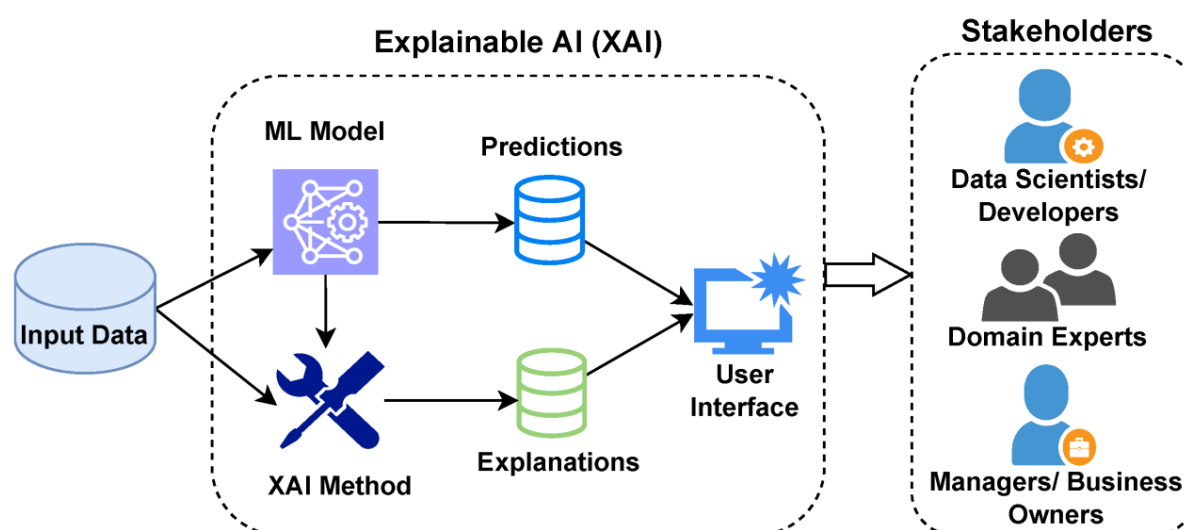 Explainable AI (XAI)
Stakeholders
ML Model
Predictions
Input Data
XAI Method
Explanations
User
Interface
Data Scientists/
Developers
Domain Experts
Managers/ Business
Owners